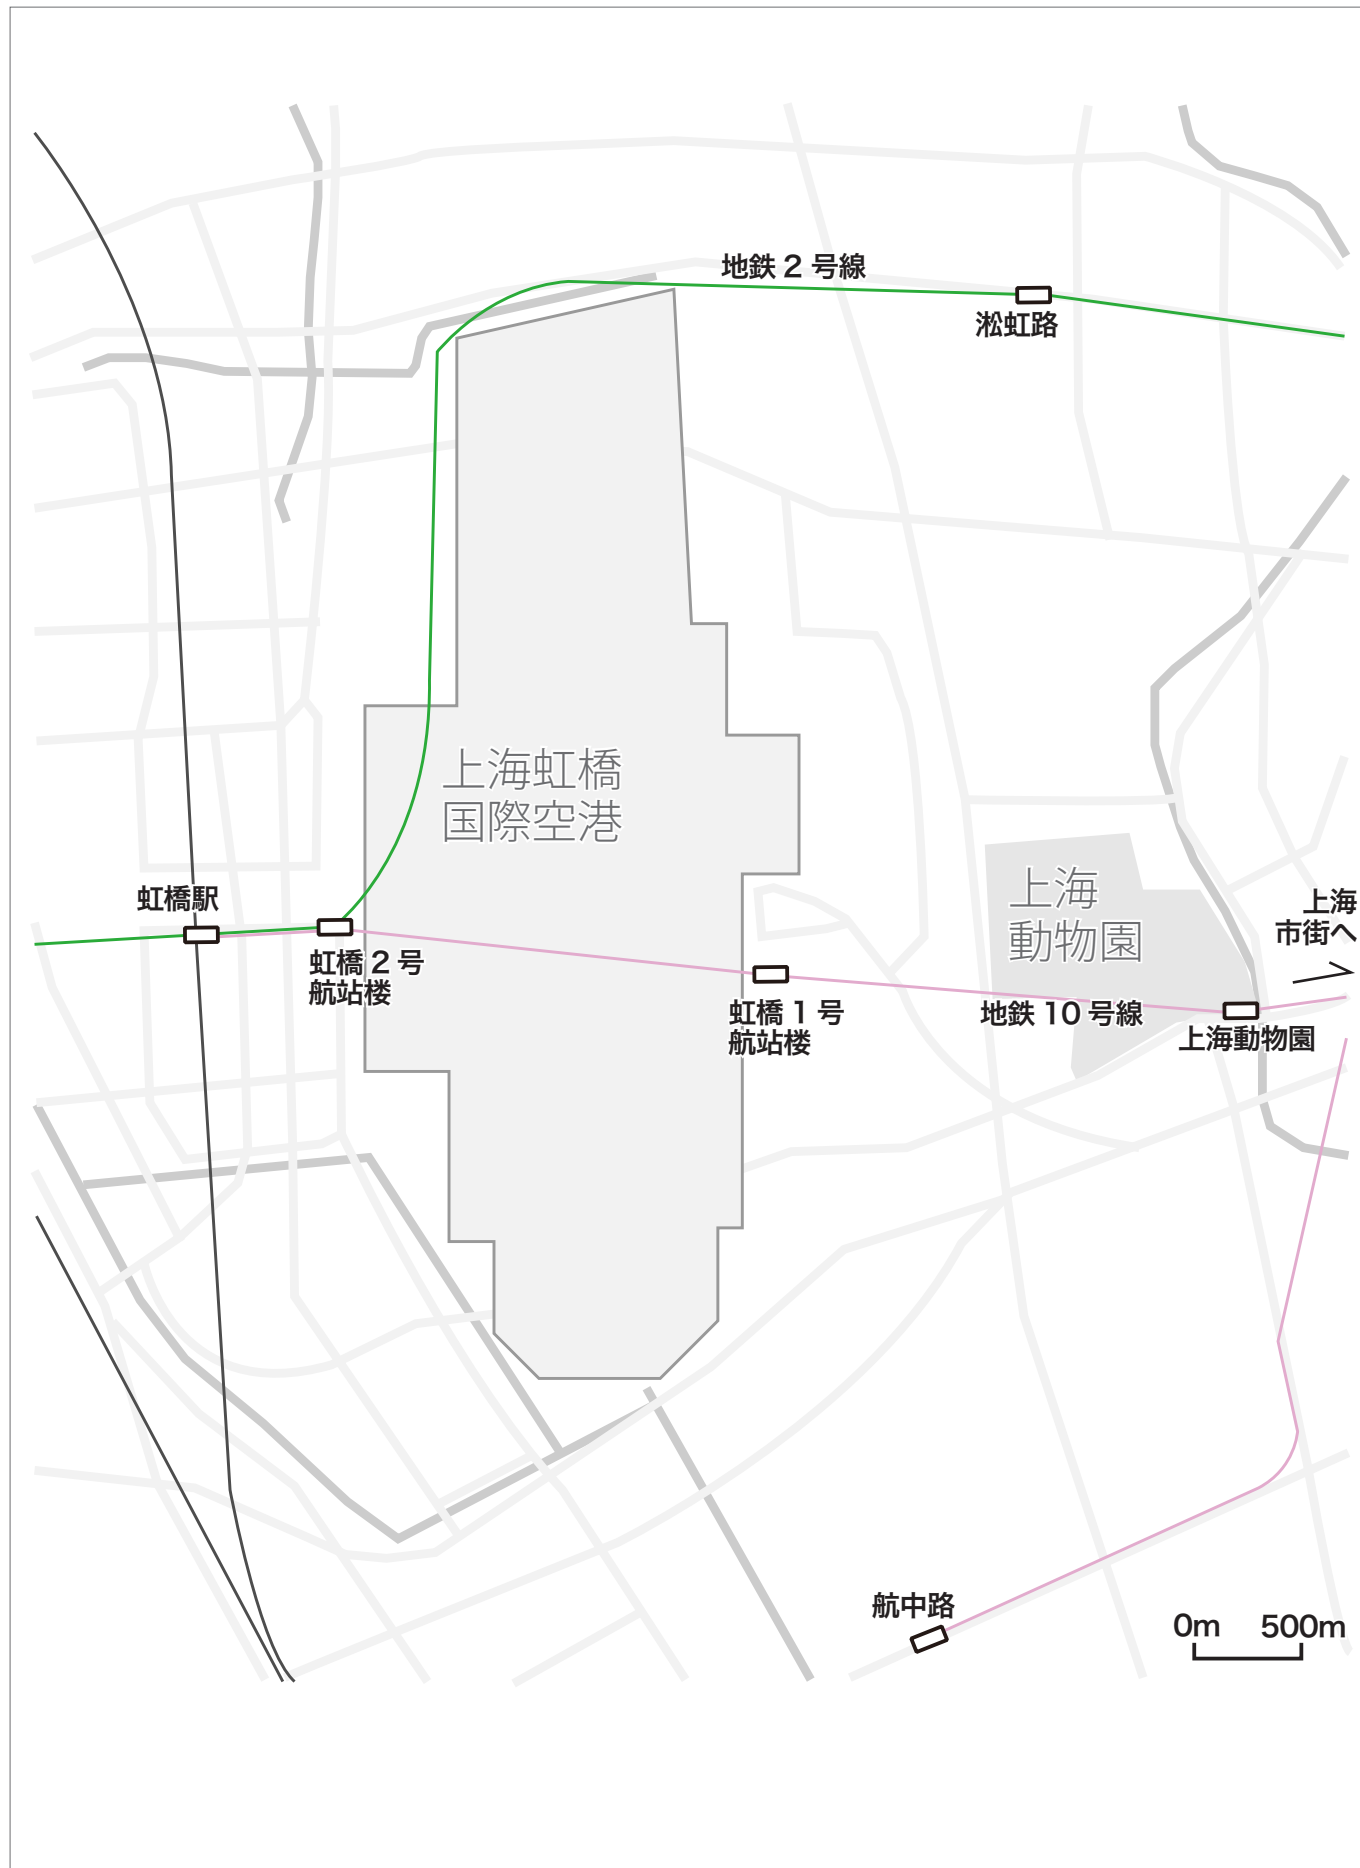 地鉄 2 号線
淞虹路
上海虹橋
国際空港
虹橋駅
上海
動物園
上海
市街へ
虹橋 2 号
航站楼
虹橋 1 号
航站楼
地鉄 10 号線
上海動物園
航中路
0m 500m